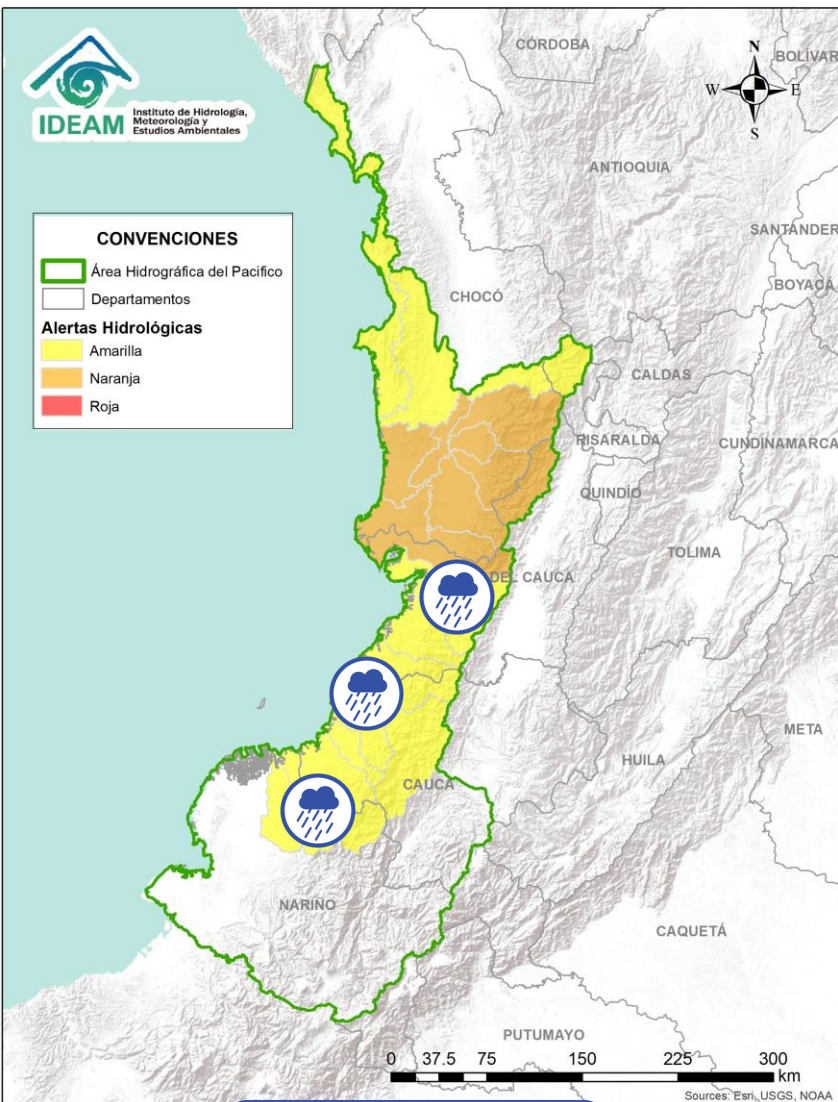 IDEAM
Instituto de Hidrología,
Meteorología y
Estudios Ambientales
CÓRDOBA
BOLÍVAR
N
W
E
S
ANTIOQUIA
SANTANDER
BOYACÁ
CONVENCIONES
Área Hidrográfica del Pacifico
Departamentos
Alertas Hidrológicas
Amarilla
Naranja
Roja
CHOCÓ
CALDAS
RISARALDA
CUNDINAMARCA
QUINDÍO
TOLIMA
DEL CAUCA
META
HUILA
CAUCA
NARIÑO
CAQUETÁ
PUTUMAYO
0 37.5 75 150 225 300
km
Sources: Esri, USGS, NOAA